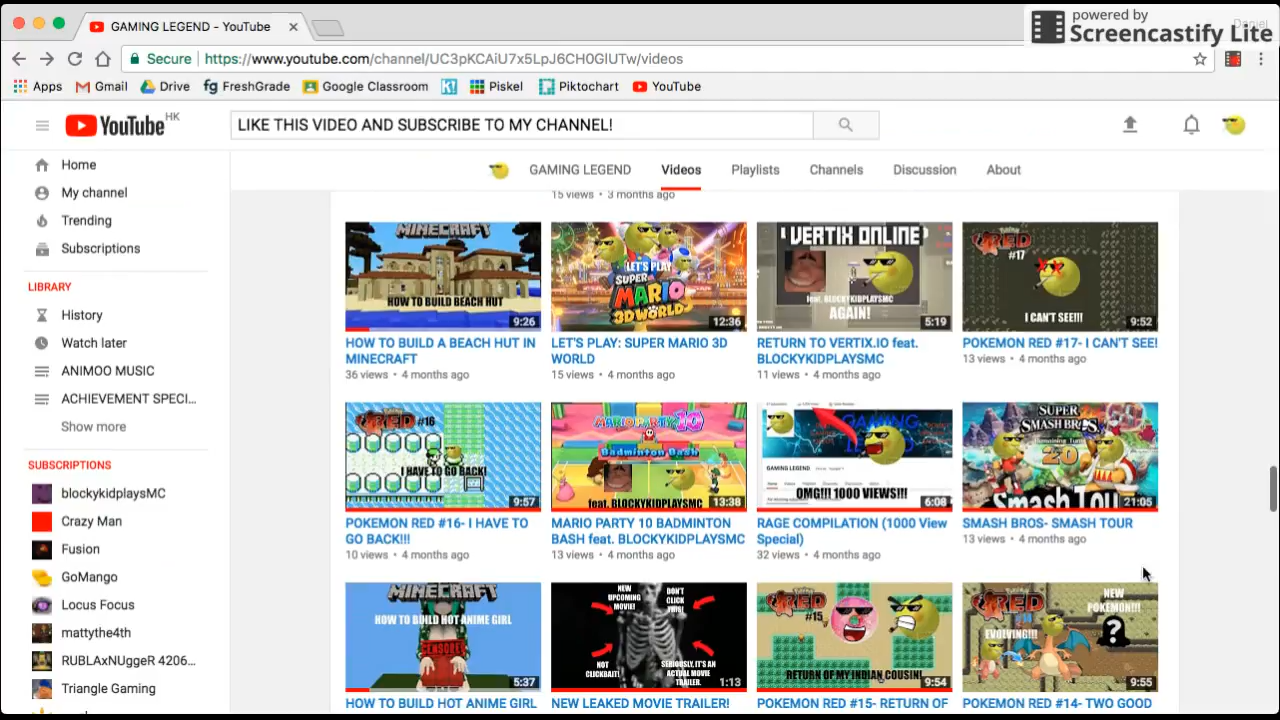 GAMING LEGEND - YouTube
powered by
Screencastify Lite
Daniel
Secure
https://www.youtube.com/channel/UC3pKCAiU7x5LpJ6CH0GlUTw/videos
Apps
Gmail
Drive
FreshGrade
Google Classroom
Piskel
Piktochart
YouTube
YouTube HK
LIKE THIS VIDEO AND SUBSCRIBE TO MY CHANNEL!
GAMING LEGEND
Videos
Playlists
Channels
Discussion
About
Home
My channel
Trending
Subscriptions
LIBRARY
History
Watch later
ANIMOO MUSIC
ACHIEVEMENT SPECI...
Show more
SUBSCRIPTIONS
blockykidplaysMC
Crazy Man
Fusion
GoMango
Locus Focus
mattythe4th
RUBLAxNUggeR 4206...
Triangle Gaming
15 views • 3 months ago
MINECRAFT
HOW TO BUILD BEACH HUT
9:26
HOW TO BUILD A BEACH HUT IN
MINECRAFT
36 views • 4 months ago
LET'S PLAY
SUPER
MARIO
3D WORLD
12:36
LET'S PLAY: SUPER MARIO 3D
WORLD
15 views • 4 months ago
VERTIX ONLINE
feat. BLOCKYKIDPLAYSMC
AGAIN!
5:19
RETURN TO VERTIX.IO feat.
BLOCKYKIDPLAYSMC
11 views • 4 months ago
RED
#17
I CAN'T SEE!!!
9:52
POKEMON RED #17- I CAN'T SEE!
13 views • 4 months ago
RED
#16
I HAVE TO GO BACK!
9:57
POKEMON RED #16- I HAVE TO
GO BACK!!!
10 views • 4 months ago
MARIO PARTY 10
Badminton Bash
feat. BLOCKYKIDPLAYSMC
13:38
MARIO PARTY 10 BADMINTON
BASH feat. BLOCKYKIDPLAYSMC
13 views • 4 months ago
GAMING LEGEND
OMG!!! 1000 VIEWS!!!
6:08
RAGE COMPILATION (1000 View
Special)
32 views • 4 months ago
SUPER
SMASH BROS
Remaining Turns
20
Smash Tour
21:05
SMASH BROS- SMASH TOUR
13 views • 4 months ago
MINECRAFT
HOW TO BUILD HOT ANIME GIRL
CENSORED
5:37
HOW TO BUILD HOT ANIME GIRL
NEW
UPCOMING
MOVIE!
DON'T
CLICK
THIS!
NOT
CLICKBAIT!
SERIOUSLY, IT'S AN
ACTUAL MOVIE
TRAILER.
1:13
NEW LEAKED MOVIE TRAILER!
RED
#15
RETURN OF MY INDIAN COUSIN!
9:54
POKEMON RED #15- RETURN OF
RED
EVOLVING!!!
NEW
POKEMON!!!
?
9:55
POKEMON RED #14- TWO GOOD